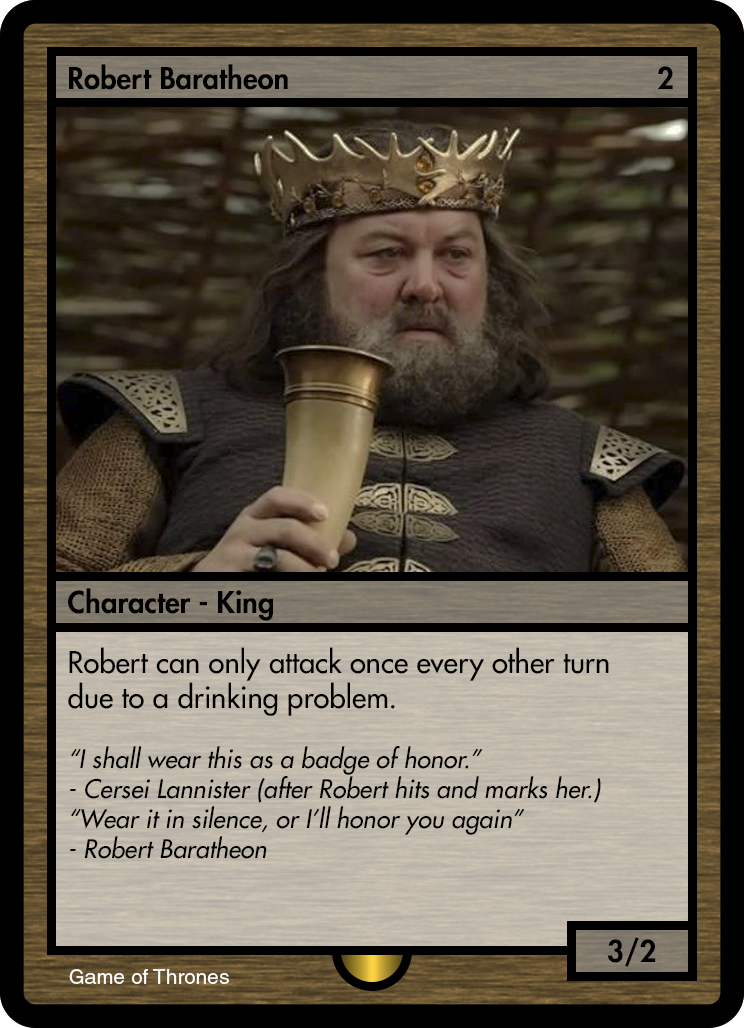 Robert Baratheon 2
Character - King
Robert can only attack once every other turn
due to a drinking problem.
“I shall wear this as a badge of honor.”
- Cersei Lannister (after Robert hits and marks her.)
“Wear it in silence, or I’ll honor you again”
- Robert Baratheon
3/2
Game of Thrones